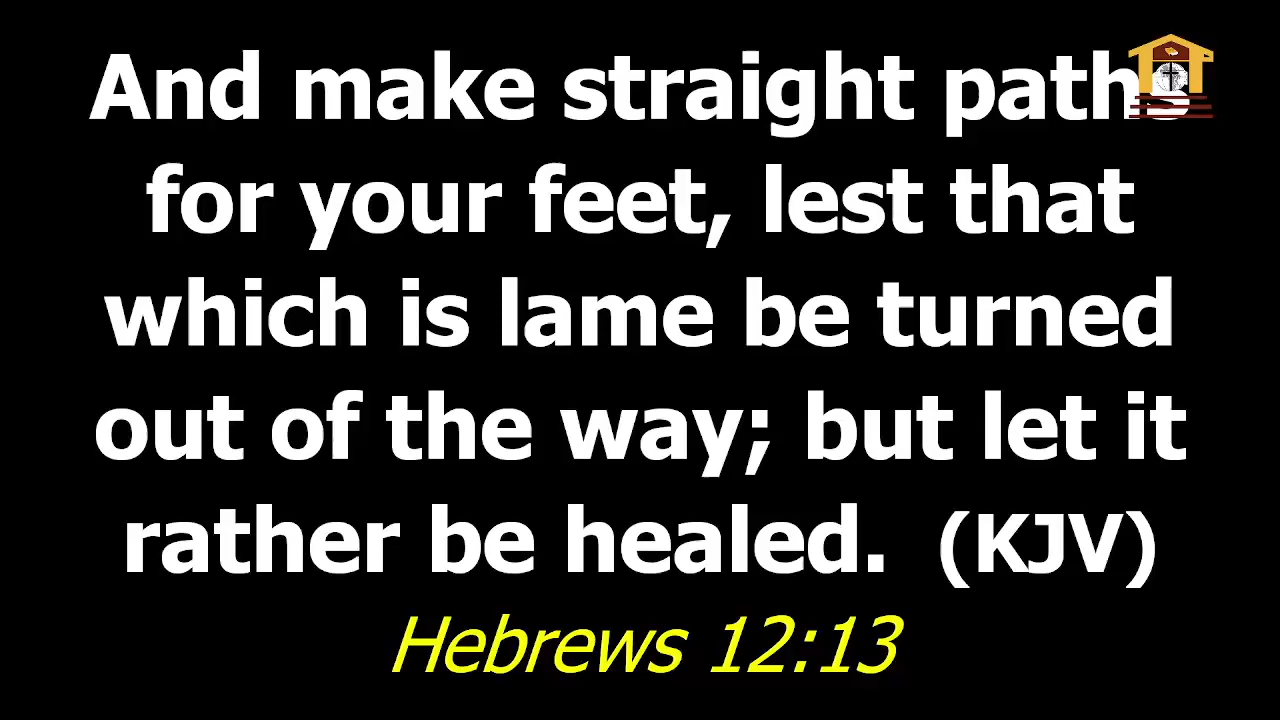 And make straight paths
for your feet, lest that
which is lame be turned
out of the way; but let it
rather be healed.  (KJV)
Hebrews 12:13